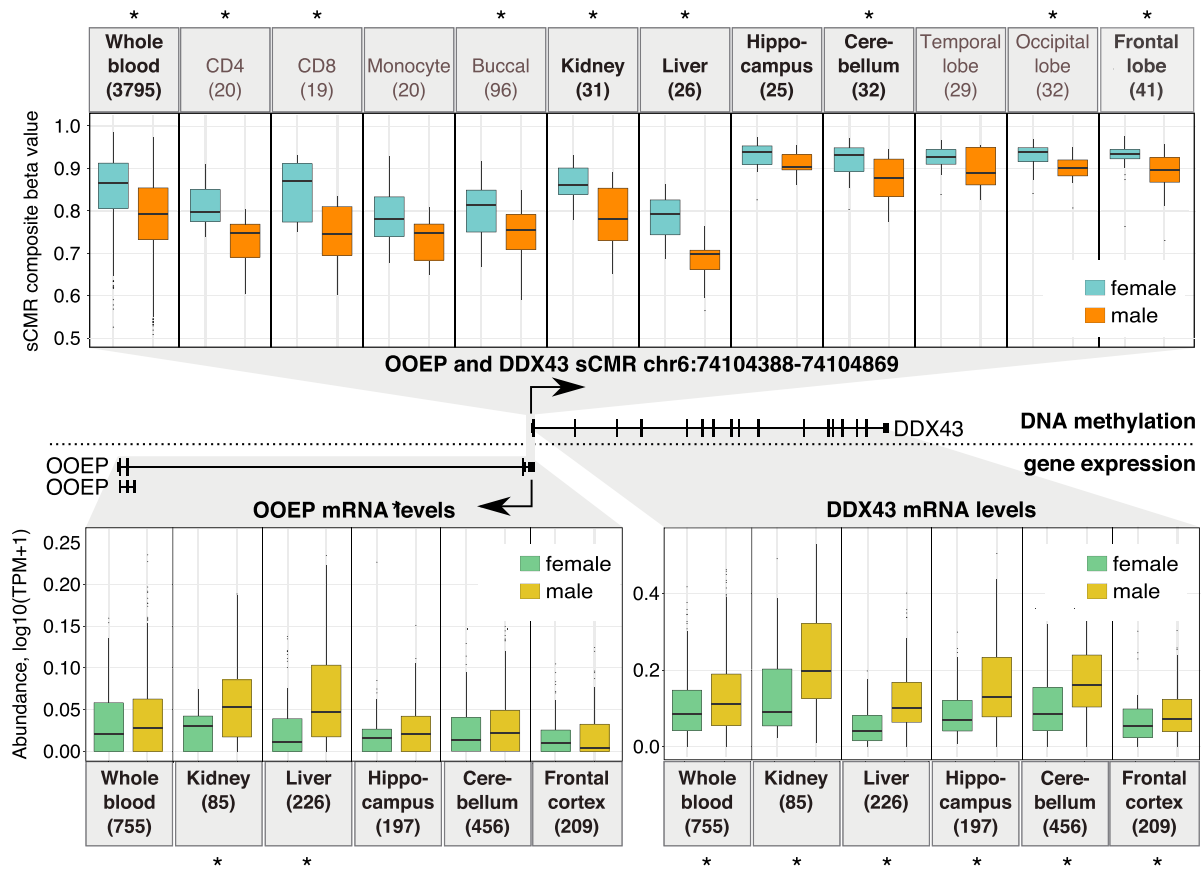 * * * * * * * * *
Whole blood (3795)
CD4 (20)
CD8 (19)
Monocyte (20)
Buccal (96)
Kidney (31)
Liver (26)
Hippo- campus (25)
Cere- bellum (32)
Temporal lobe (29)
Occipital lobe (32)
Frontal lobe (41)
sCMR composite beta value
1.0
0.9
0.8
0.7
0.6
0.5
female
male
OOEP and DDX43 sCMR chr6:74104388-74104869
DDX43
DNA methylation
OOEP
gene expression
OOEP
OOEP mRNA levels
*
DDX43 mRNA levels
Abundance, log10(TPM+1)
0.25
0.20
0.15
0.10
0.05
0.00
female
male
0.4
0.2
0.0
female
male
Whole blood (755)
Kidney (85)
Liver (226)
Hippo- campus (197)
Cere- bellum (456)
Frontal cortex (209)
* *
Whole blood (755)
Kidney (85)
Liver (226)
Hippo- campus (197)
Cere- bellum (456)
Frontal cortex (209)
* * * * * *